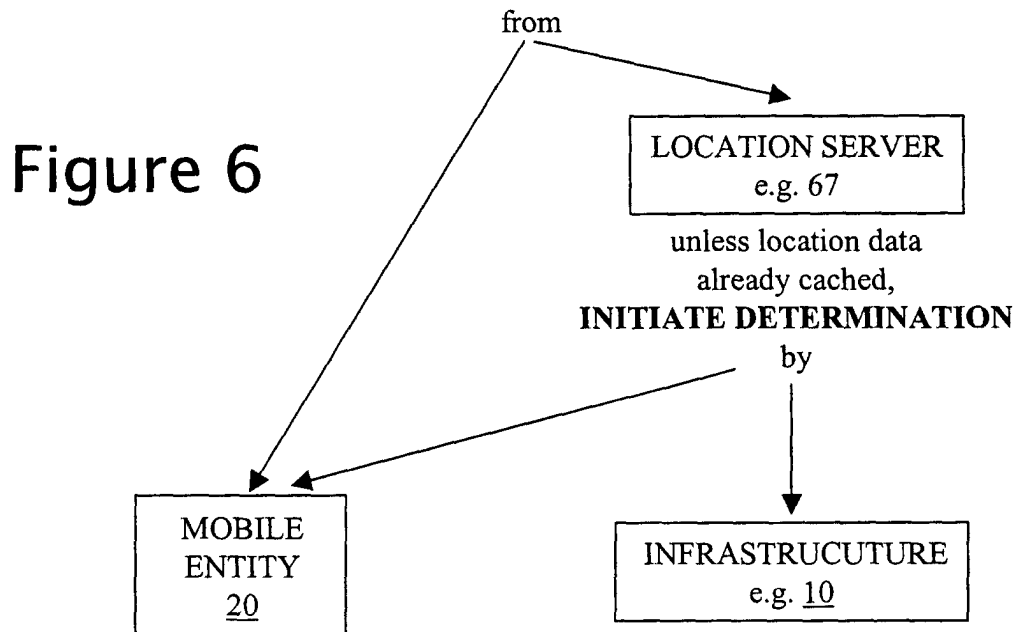 from
Figure 6
LOCATION SERVER
e.g. 67
unless location data
already cached,
INITIATE DETERMINATION
by
MOBILE
ENTITY
20
INFRASTRUCUTURE
e.g. 10